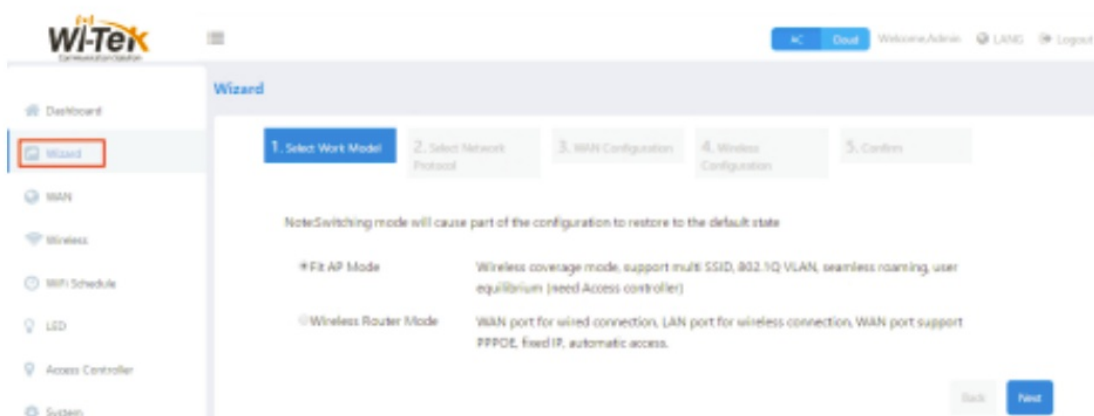 Wi-Tek
Communication Solution
AC Cloud Welcome,Admin LANG Logout
Wizard
Dashboard
Wizard
WAN
Wireless
WiFi Schedule
LED
Access Controller
System
1. Select Work Model
2. Select Network
Protocol
3. WAN Configuration
4. Wireless
Configuration
5. Confirm
Note:Switching mode will cause part of the configuration to restore to the default state
Fit AP Mode
Wireless coverage mode, support multi SSID, 802.1Q VLAN, seamless roaming, user
equilibrium (need Access controller)
Wireless Router Mode
WAN port for wired connection, LAN port for wireless connection, WAN port support
PPPOE, fixed IP, automatic access.
Back Next